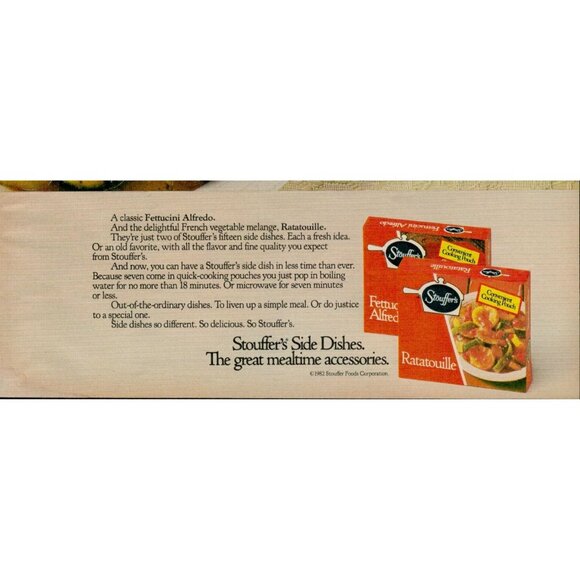 A classic Fettucini Alfredo.
And the delightful French vegetable melange, Ratatouille.
They're just two of Stouffer's fifteen side dishes. Each a fresh idea.
Or an old favorite, with all the flavor and fine quality you expect
from Stouffer's.
And now, you can have a Stouffer's side dish in less time than ever.
Because seven come in quick-cooking pouches you just pop in boiling
water for no more than 18 minutes. Or microwave for seven minutes
or less.
Out-of-the-ordinary dishes. To liven up a simple meal. Or do justice
to a special one.
Side dishes so different. So delicious. So Stouffer's.
Stouffer's® Side Dishes.
The great mealtime accessories.
©1982 Stouffer Foods Corporation.
Fettucini Alfredo
Stouffer's
Convenient
Cooking Pouch
Fettuc
Alfred
Ratatouille
Stouffer's
Convenient
Cooking Pouch
Ratatouille